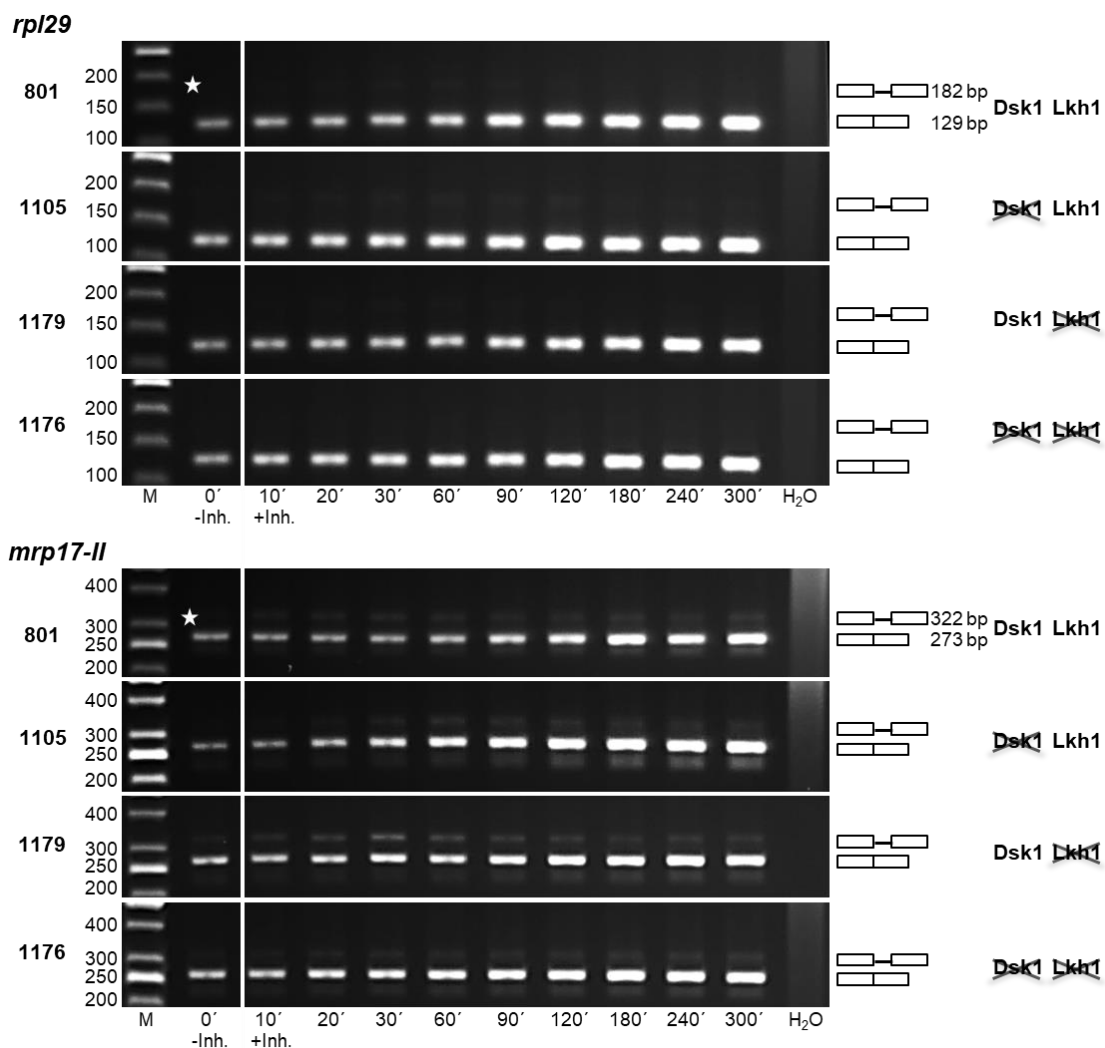 rpl29
801
200
150
100
182 bp
129 bp
Dsk1 Lkh1
1105
200
150
100
Dsk1 Lkh1
1179
200
150
100
Dsk1 Lkh1
1176
200
150
100
Dsk1 Lkh1
M 0´ 10´ 20´ 30´ 60´ 90´ 120´ 180´ 240´ 300´ H₂O
-Inh. +Inh.
mrp17-II
801
400
300
250
200
322 bp
273 bp
Dsk1 Lkh1
1105
400
300
250
200
Dsk1 Lkh1
1179
400
300
250
200
Dsk1 Lkh1
1176
400
300
250
200
Dsk1 Lkh1
M 0´ 10´ 20´ 30´ 60´ 90´ 120´ 180´ 240´ 300´ H₂O
-Inh. +Inh.